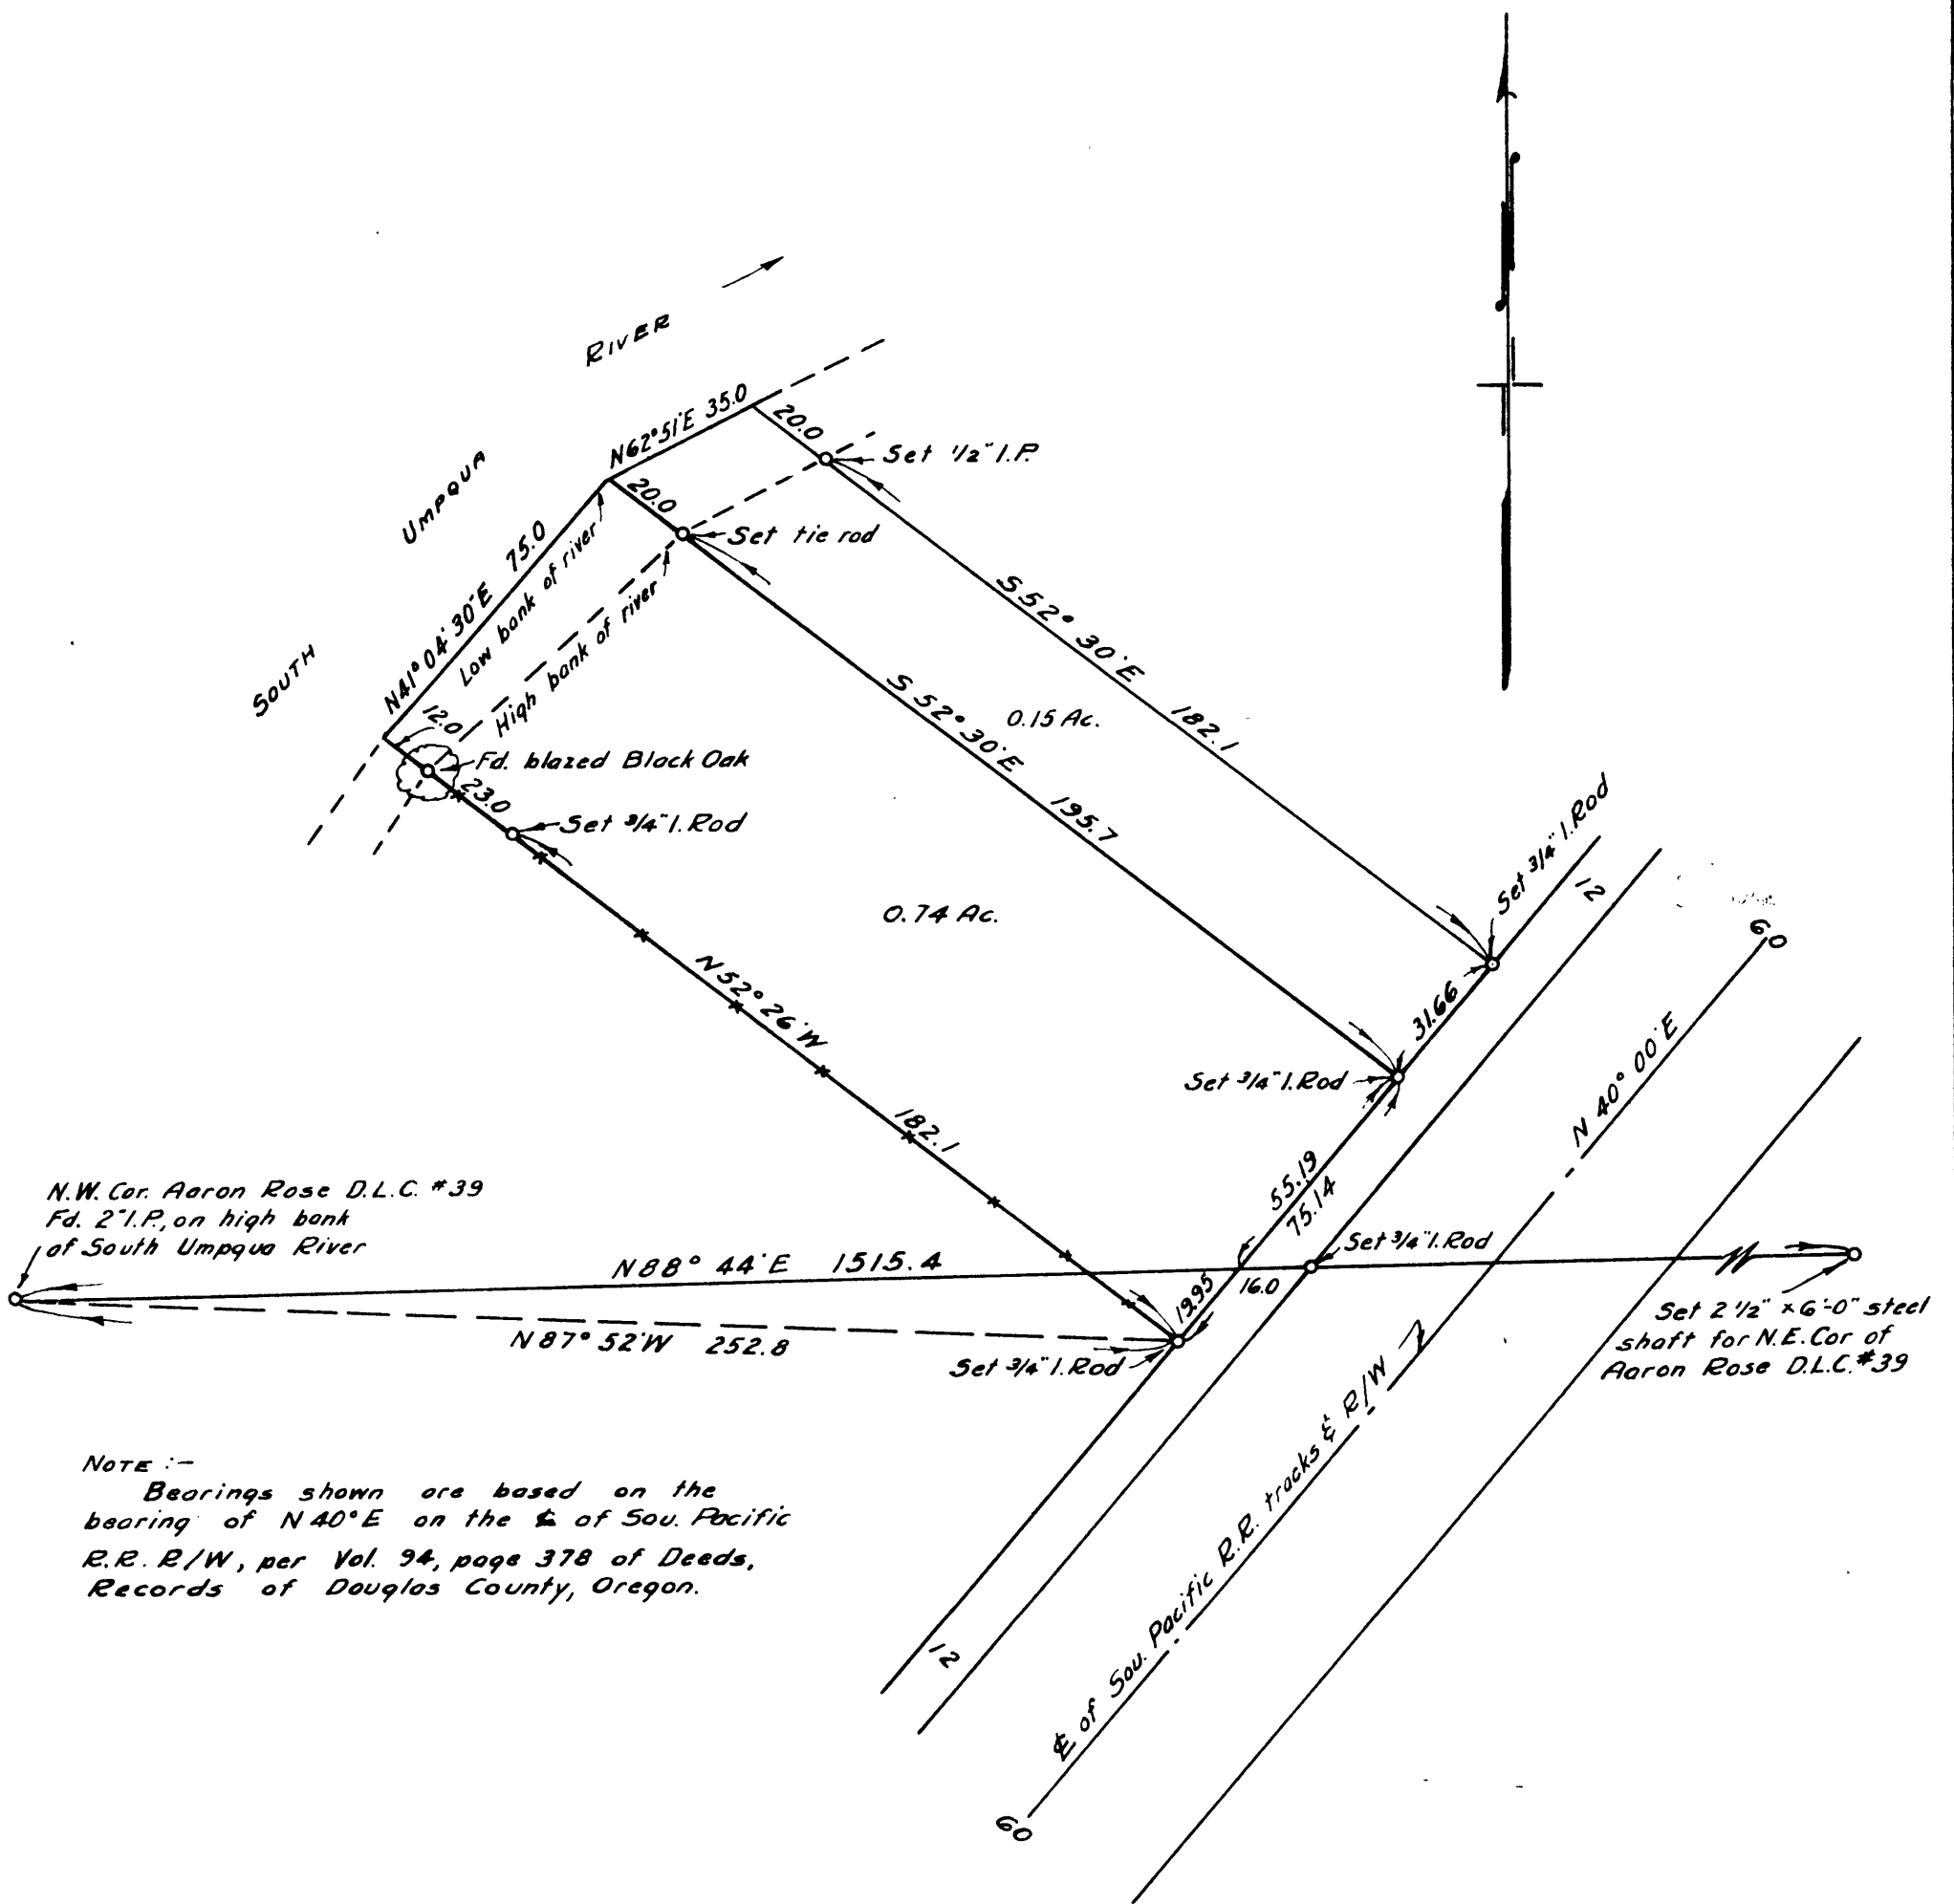 RIVER
UMPQUA
SOUTH
N62°51'E 35.0
20.0
Set 1/2" I.P.
20.0
Set tie rod
N41°04'30"E 75.0
Low bank of river
High bank of river
12.0
Fd. blazed Black Oak
23.0
Set 3/4" I.Rod
S 52° 30' E 182.1
0.15 Ac.
S 52° 30' E 195.7
0.74 Ac.
N 52° 26' W 182.1
Set 3/4" I.Rod
12
60
31.66
N 40° 00' E
Set 3/4" I.Rod
55.19
75.14
N.W. Cor. Aaron Rose D.L.C. #39
Fd. 2" I.P., on high bank
of South Umpqua River
N88° 44' E 1515.4
Set 3/4" I.Rod
19.95
16.0
N 87° 52' W 252.8
Set 3/4" I.Rod
Set 2 1/2" x 6'-0" steel
shaft for N.E. Cor of
Aaron Rose D.L.C. #39
NOTE :-
Bearings shown are based on the
bearing of N 40° E on the ℄ of Sou. Pacific
R.R. R/W, per Vol. 94, page 378 of Deeds,
Records of Douglas County, Oregon.
℄ of Sou. Pacific R.R. tracks & R/W
12
60